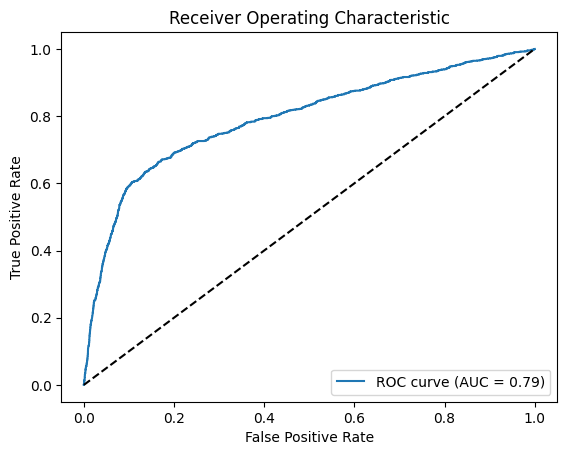 Receiver Operating Characteristic
True Positive Rate
1.0
0.8
0.6
0.4
0.2
0.0
ROC curve (AUC = 0.79)
0.0 0.2 0.4 0.6 0.8 1.0
False Positive Rate